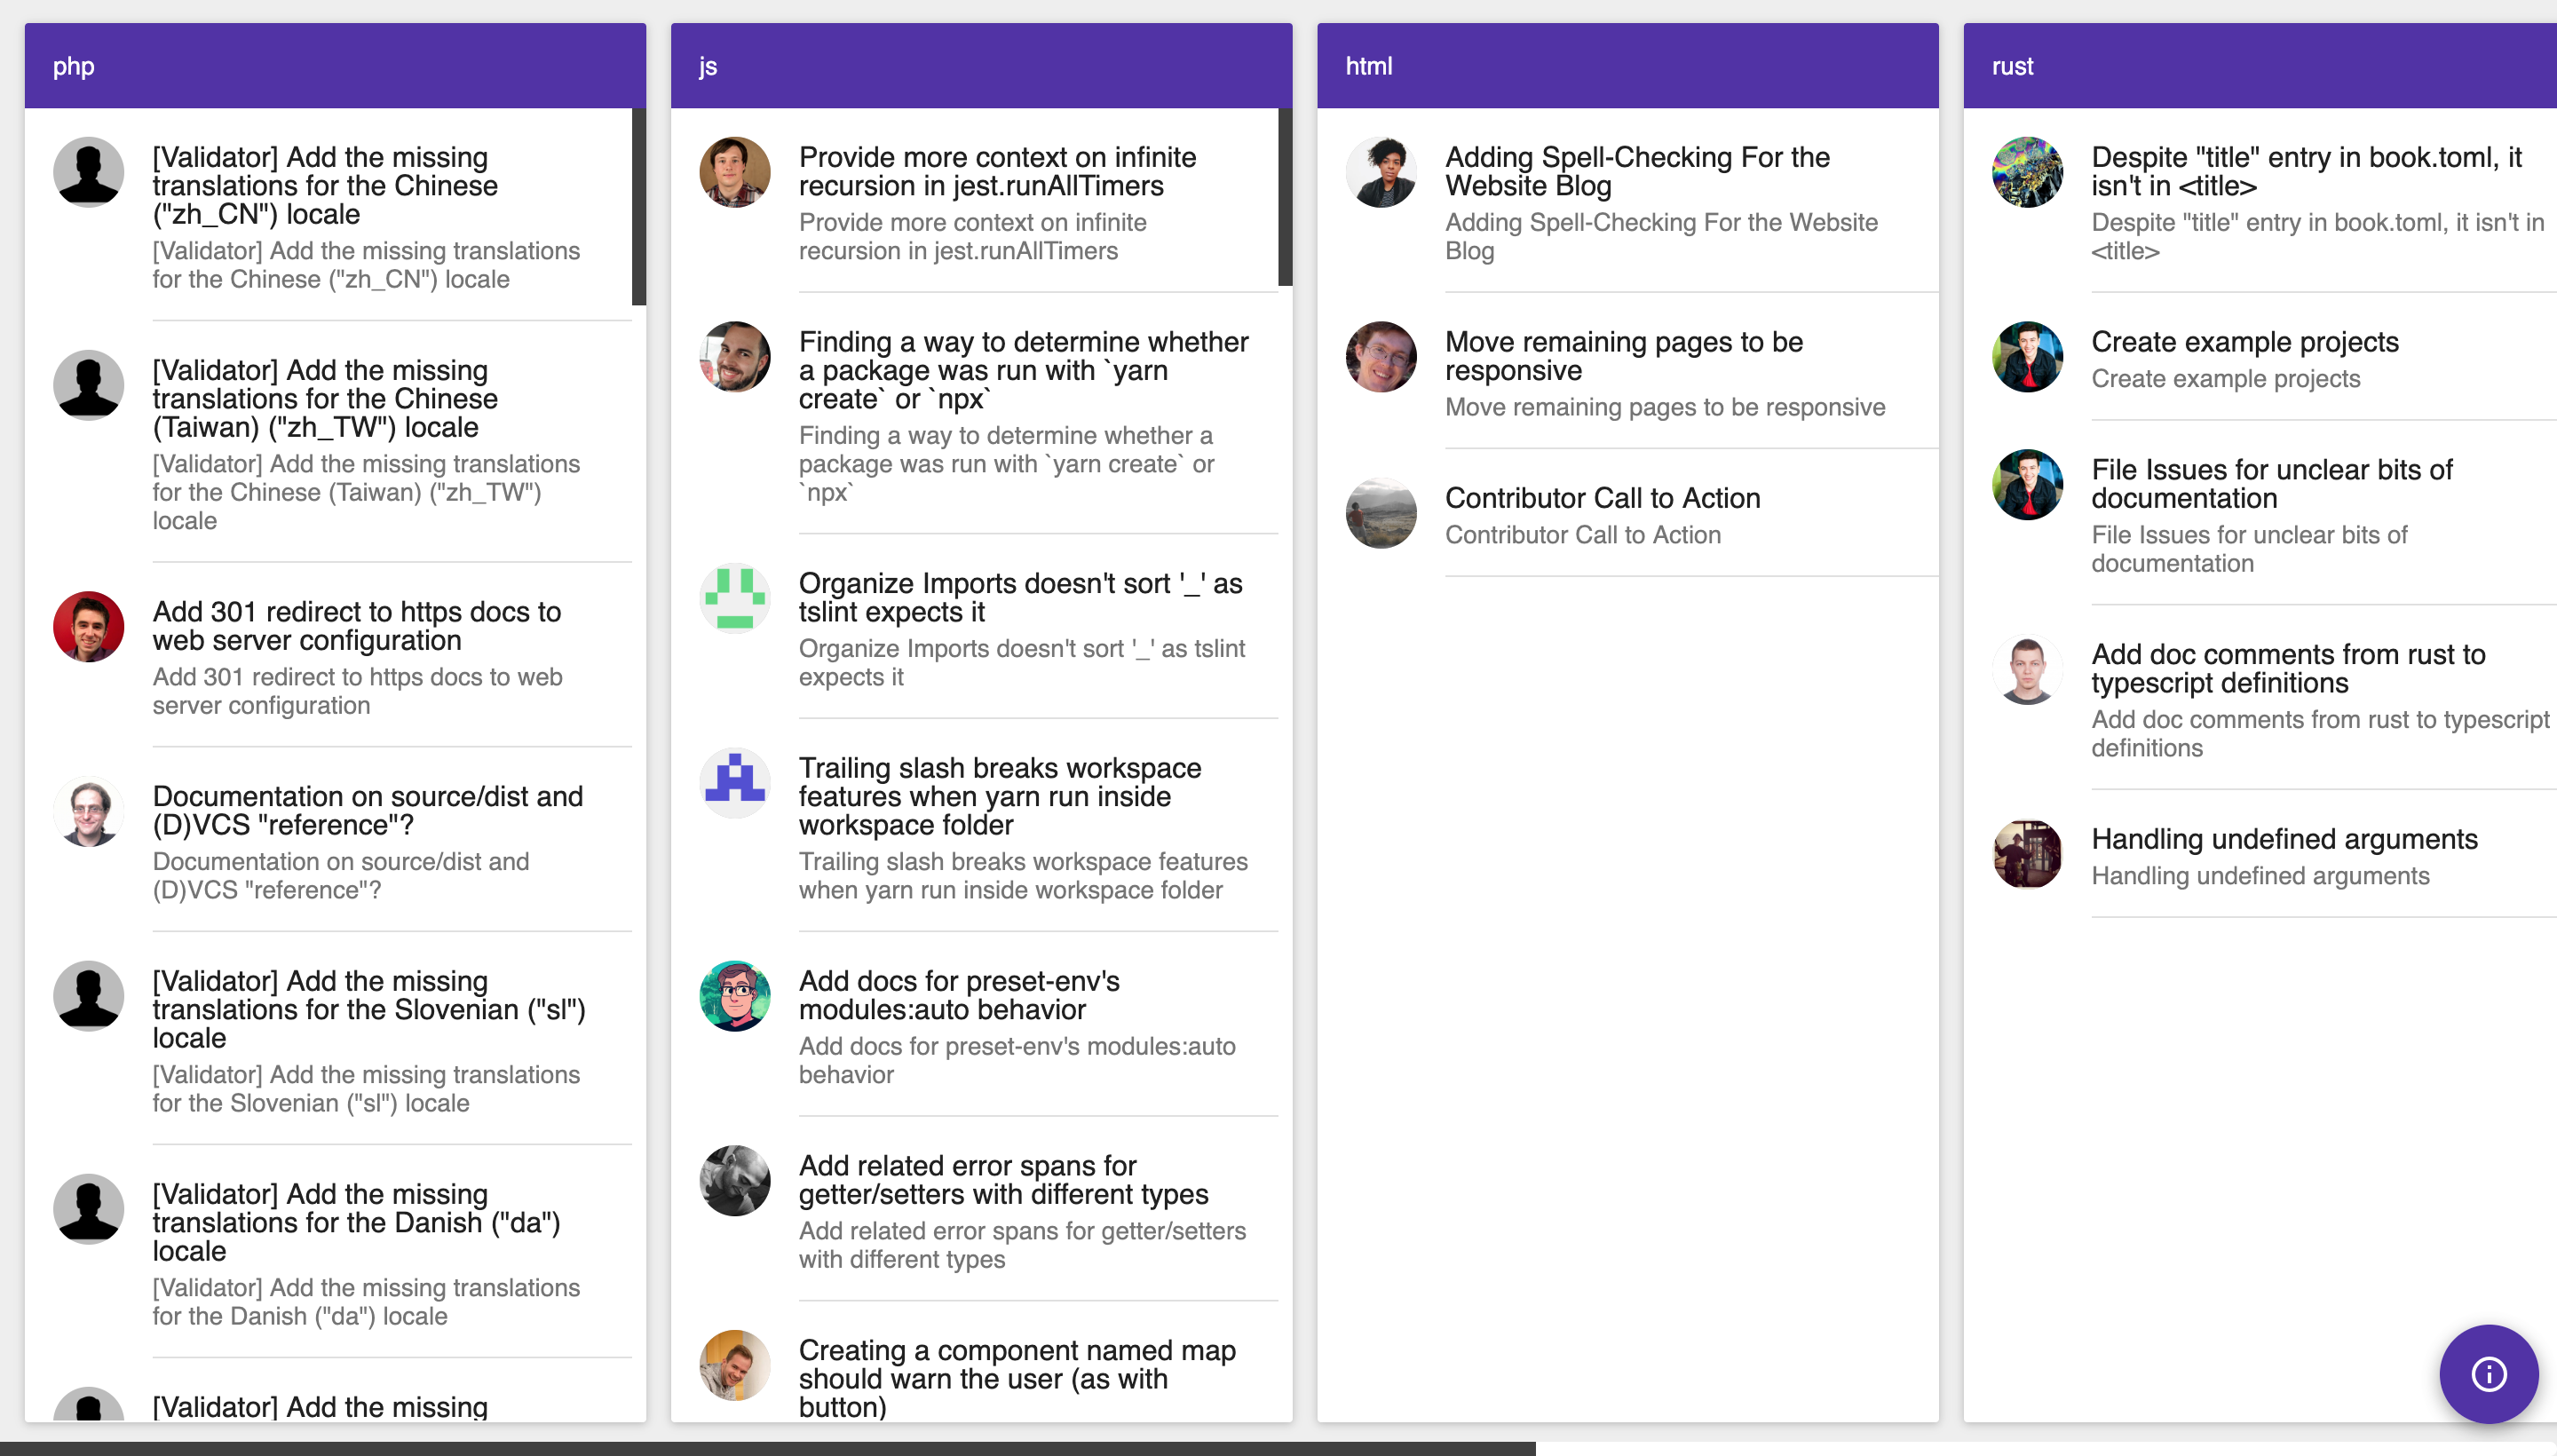 php
[Validator] Add the missing
translations for the Chinese
("zh_CN") locale
[Validator] Add the missing translations
for the Chinese ("zh_CN") locale
[Validator] Add the missing
translations for the Chinese
(Taiwan) ("zh_TW") locale
[Validator] Add the missing translations
for the Chinese (Taiwan) ("zh_TW")
locale
Add 301 redirect to https docs to
web server configuration
Add 301 redirect to https docs to web
server configuration
Documentation on source/dist and
(D)VCS "reference"?
Documentation on source/dist and
(D)VCS "reference"?
[Validator] Add the missing
translations for the Slovenian ("sl")
locale
[Validator] Add the missing translations
for the Slovenian ("sl") locale
[Validator] Add the missing
translations for the Danish ("da")
locale
[Validator] Add the missing translations
for the Danish ("da") locale
[Validator] Add the missing
js
Provide more context on infinite
recursion in jest.runAllTimers
Provide more context on infinite
recursion in jest.runAllTimers
Finding a way to determine whether
a package was run with `yarn
create` or `npx`
Finding a way to determine whether a
package was run with `yarn create` or
`npx`
Organize Imports doesn't sort '_' as
tslint expects it
Organize Imports doesn't sort '_' as tslint
expects it
Trailing slash breaks workspace
features when yarn run inside
workspace folder
Trailing slash breaks workspace features
when yarn run inside workspace folder
Add docs for preset-env's
modules:auto behavior
Add docs for preset-env's modules:auto
behavior
Add related error spans for
getter/setters with different types
Add related error spans for getter/setters
with different types
Creating a component named map
should warn the user (as with
button)
html
Adding Spell-Checking For the
Website Blog
Adding Spell-Checking For the Website
Blog
Move remaining pages to be
responsive
Move remaining pages to be responsive
Contributor Call to Action
Contributor Call to Action
rust
Despite "title" entry in book.toml, it
isn't in <title>
Despite "title" entry in book.toml, it isn't in
<title>
Create example projects
Create example projects
File Issues for unclear bits of
documentation
File Issues for unclear bits of
documentation
Add doc comments from rust to
typescript definitions
Add doc comments from rust to typescript
definitions
Handling undefined arguments
Handling undefined arguments